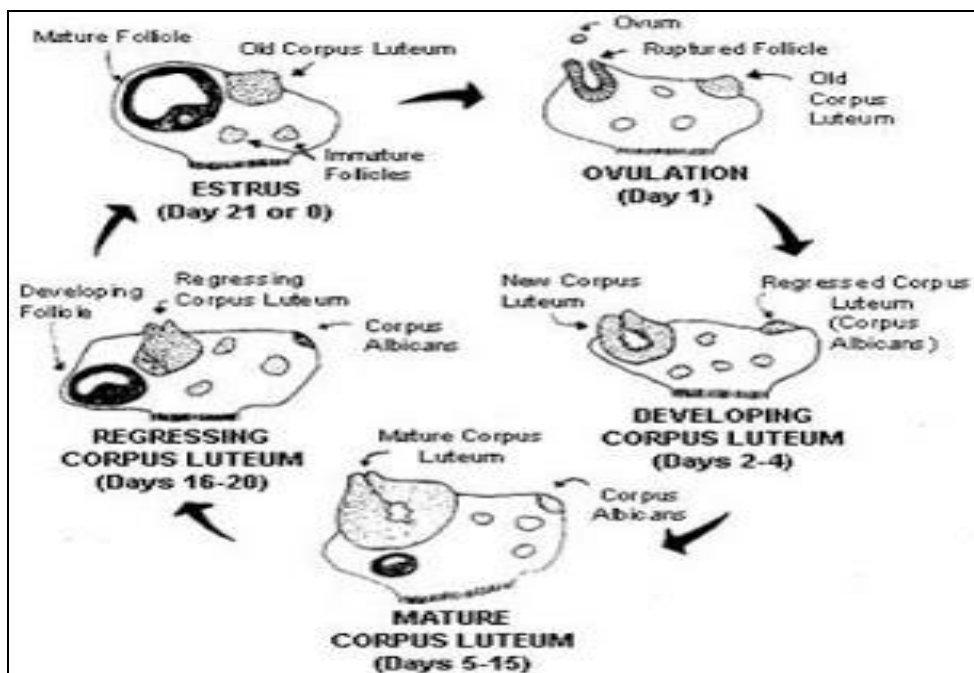 Mature Follicle
Old Corpus Luteum
Immature
Follicles
ESTRUS
(Day 21 or 0)
Ovum
Ruptured Follicle
Old
Corpus
Luteum
OVULATION
(Day 1)
New Corpus
Luteum
Regressed Corpus
Luteum
(Corpus
Albicans)
DEVELOPING
CORPUS LUTEUM
(Days 2-4)
Mature Corpus
Luteum
Corpus
Albicans
MATURE
CORPUS LUTEUM
(Days 5-15)
Developing
Follicle
Regressing
Corpus Luteum
Corpus
Albicans
REGRESSING
CORPUS LUTEUM
(Days 16-20)